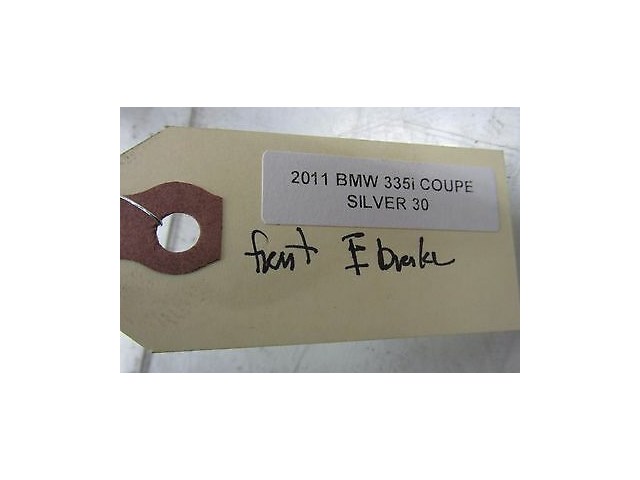 2011 BMW 335i COUPE
SILVER 30
front E brake